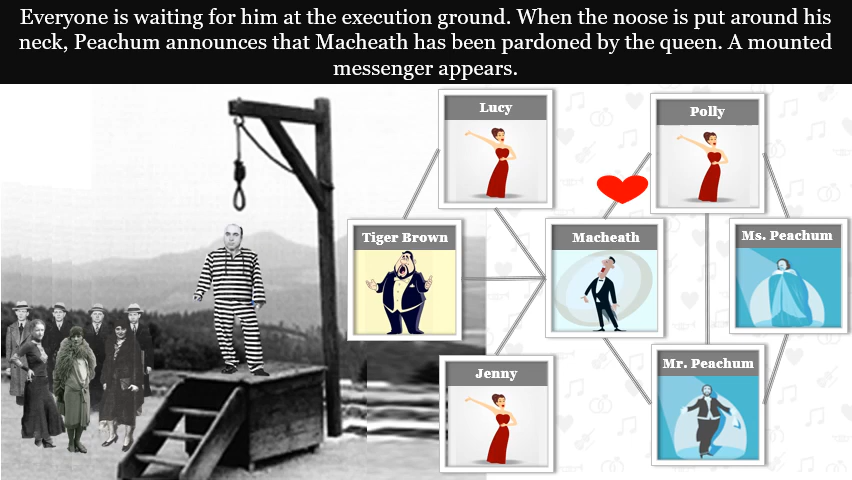 Everyone is waiting for him at the execution ground. When the noose is put around his
neck, Peachum announces that Macheath has been pardoned by the queen. A mounted
messenger appears.
Lucy
Polly
Tiger Brown
Macheath
Ms. Peachum
Jenny
Mr. Peachum